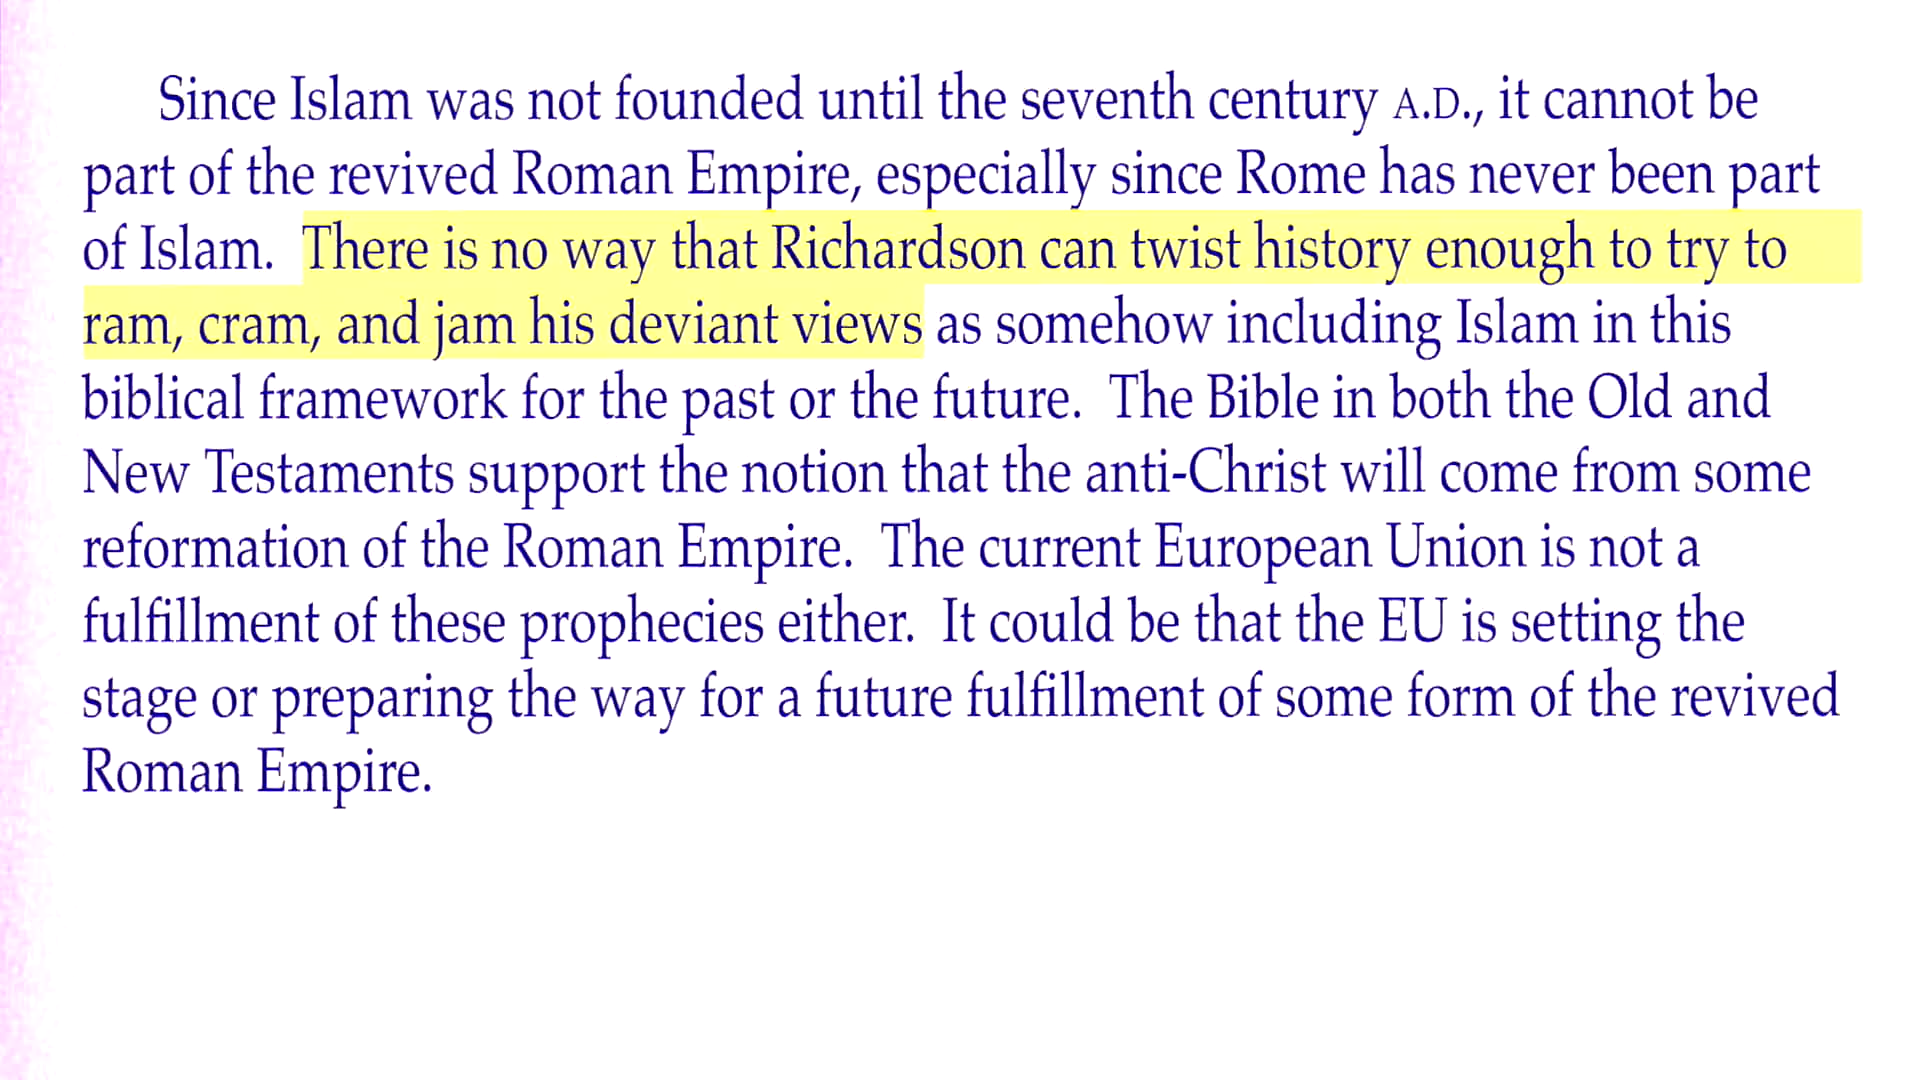 Since Islam was not founded until the seventh century A.D., it cannot be
part of the revived Roman Empire, especially since Rome has never been part
of Islam.  There is no way that Richardson can twist history enough to try to
ram, cram, and jam his deviant views as somehow including Islam in this
biblical framework for the past or the future.  The Bible in both the Old and
New Testaments support the notion that the anti-Christ will come from some
reformation of the Roman Empire.  The current European Union is not a
fulfillment of these prophecies either.  It could be that the EU is setting the
stage or preparing the way for a future fulfillment of some form of the revived
Roman Empire.